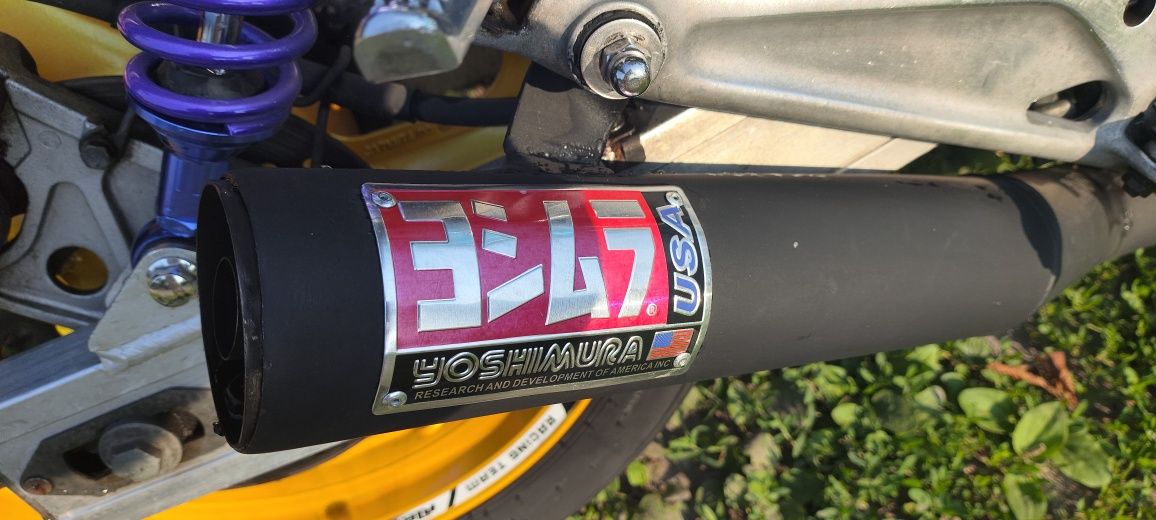 ヨシムラ
®
USA
YOSHIMURA
RESEARCH AND DEVELOPMENT OF AMERICA INC
RACING TEAM